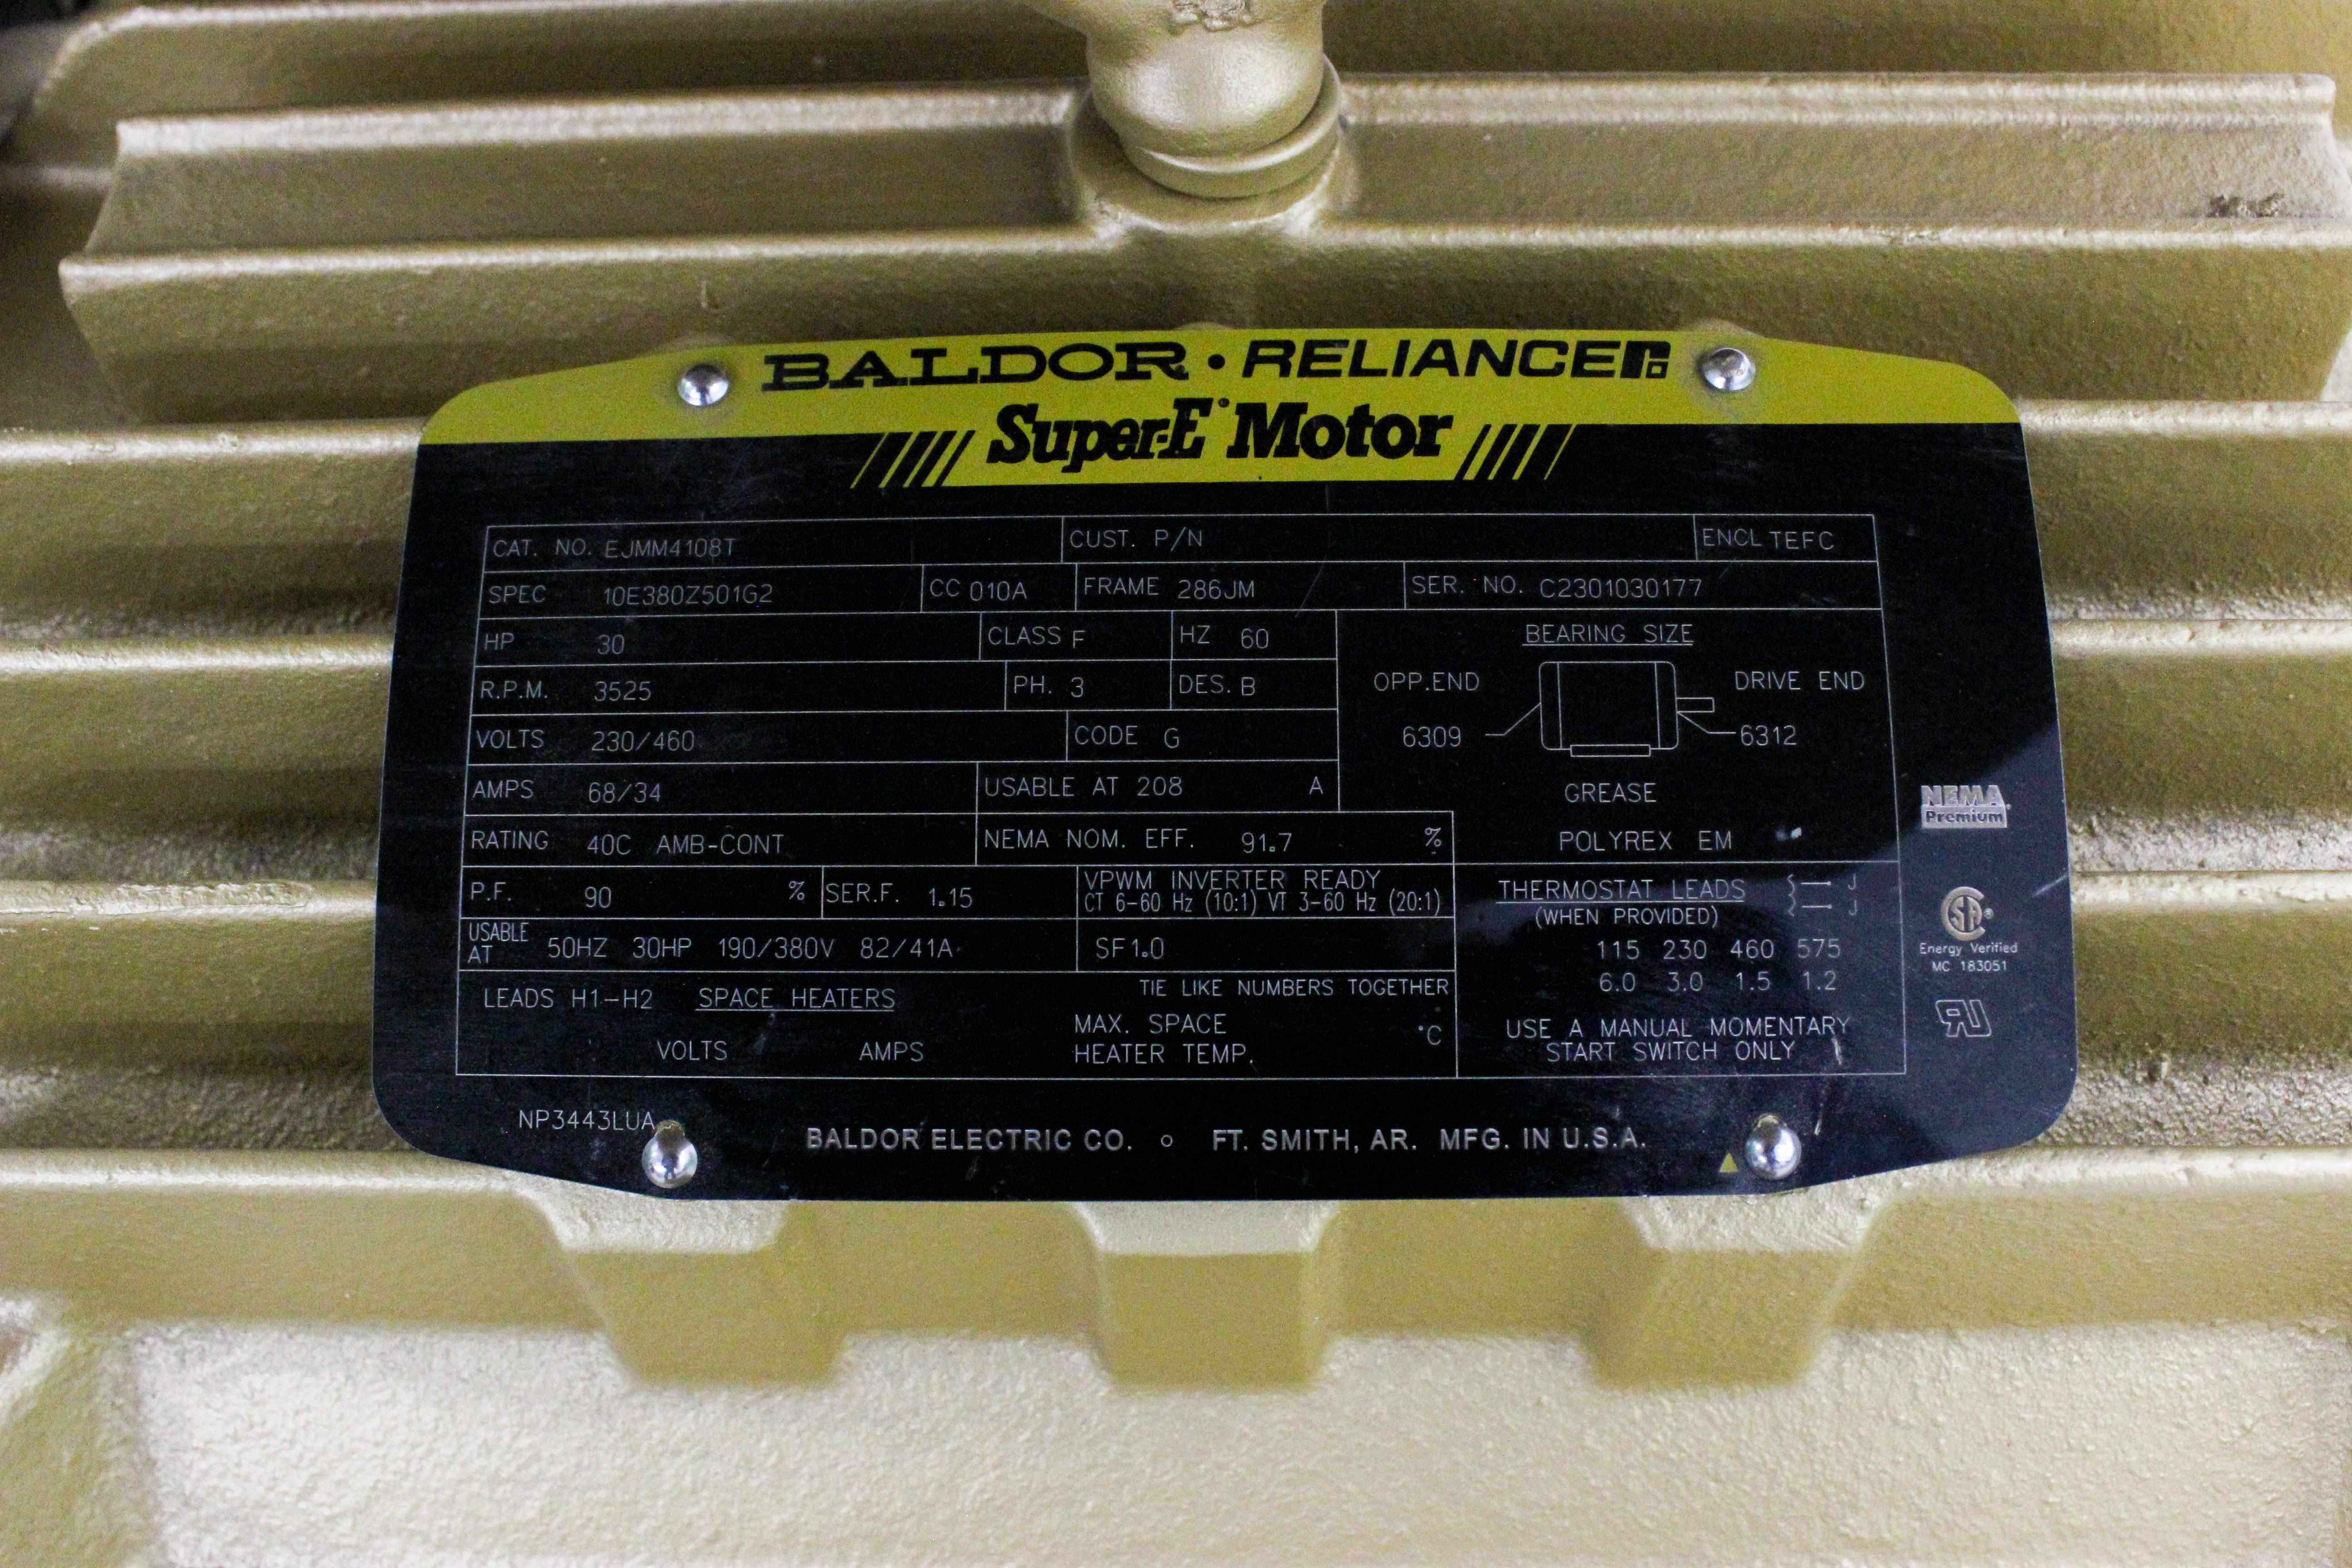 BALDOR · RELIANCE
Super-E® Motor
CAT. NO. EJMM4108T CUST. P/N ENCL TEFC
SPEC 10E380Z501G2 CC 010A FRAME 286JM SER. NO. C2301030177
HP 30 CLASS F HZ 60
R.P.M. 3525 PH. 3 DES. B
VOLTS 230/460 CODE G
AMPS 68/34 USABLE AT 208 A
RATING 40C AMB-CONT NEMA NOM. EFF. 91.7 %
P.F. 90 % SER.F. 1.15 VPWM INVERTER READY
CT 6-60 Hz (10:1) VT 3-60 Hz (20:1)
USABLE AT 50HZ 30HP 190/380V 82/41A SF1.0
LEADS H1-H2 SPACE HEATERS TIE LIKE NUMBERS TOGETHER
VOLTS AMPS MAX. SPACE HEATER TEMP. °C
BEARING SIZE
OPP.END DRIVE END
6309 6312
GREASE
POLYREX EM
THERMOSTAT LEADS J
(WHEN PROVIDED) J
115 230 460 575
6.0 3.0 1.5 1.2
USE A MANUAL MOMENTARY
START SWITCH ONLY
NEMA
Premium
SA®
Energy Verified
MC 183051
RU
NP3443LUA
BALDOR ELECTRIC CO. ○ FT. SMITH, AR. MFG. IN U.S.A.